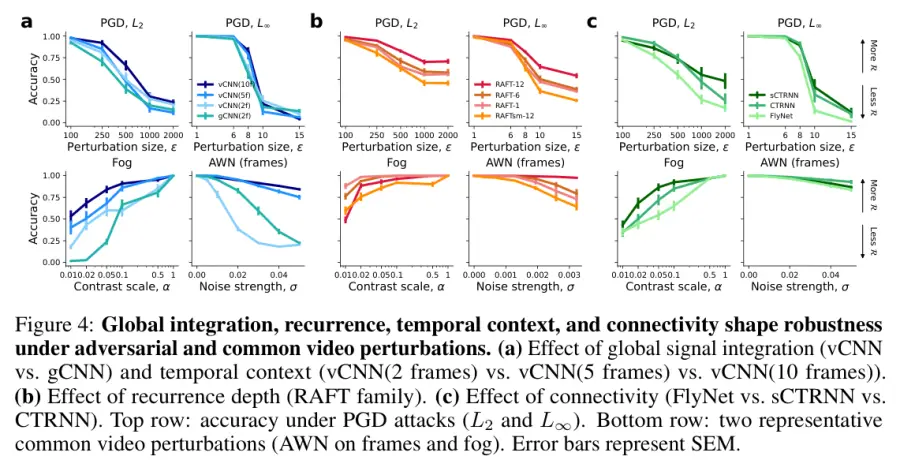 a
PGD, L2
PGD, L∞
1.00
0.75
0.50
0.25
0.00
Accuracy
vCNN(10f)
vCNN(5f)
vCNN(2f)
gCNN(2f)
100 250 500 1000 2000
1 6 8 10 15
Perturbation size, ε
Perturbation size, ε
Fog
AWN (frames)
1.00
0.75
0.50
0.25
0.00
Accuracy
0.01 0.02 0.05 0.1 0.5 1
0.00 0.02 0.04
Contrast scale, α
Noise strength, σ
b
PGD, L2
PGD, L∞
RAFT-12
RAFT-6
RAFT-1
RAFTsm-12
100 250 500 1000 2000
1 6 8 10 15
Perturbation size, ε
Perturbation size, ε
Fog
AWN (frames)
0.01 0.02 0.05 0.1 0.5 1
0.000 0.001 0.002 0.003
Contrast scale, α
Noise strength, σ
c
PGD, L2
PGD, L∞
sCTRNN
CTRNN
FlyNet
100 250 500 1000 2000
1 6 8 10 15
Perturbation size, ε
Perturbation size, ε
More R
Less R
Fog
AWN (frames)
0.01 0.02 0.05 0.1 0.5 1
0.00 0.02 0.04
Contrast scale, α
Noise strength, σ
More R
Less R
Figure 4: Global integration, recurrence, temporal context, and connectivity shape robustness
under adversarial and common video perturbations. (a) Effect of global signal integration (vCNN
vs. gCNN) and temporal context (vCNN(2 frames) vs. vCNN(5 frames) vs. vCNN(10 frames)).
(b) Effect of recurrence depth (RAFT family). (c) Effect of connectivity (FlyNet vs. sCTRNN vs.
CTRNN). Top row: accuracy under PGD attacks (L2 and L∞). Bottom row: two representative
common video perturbations (AWN on frames and fog). Error bars represent SEM.